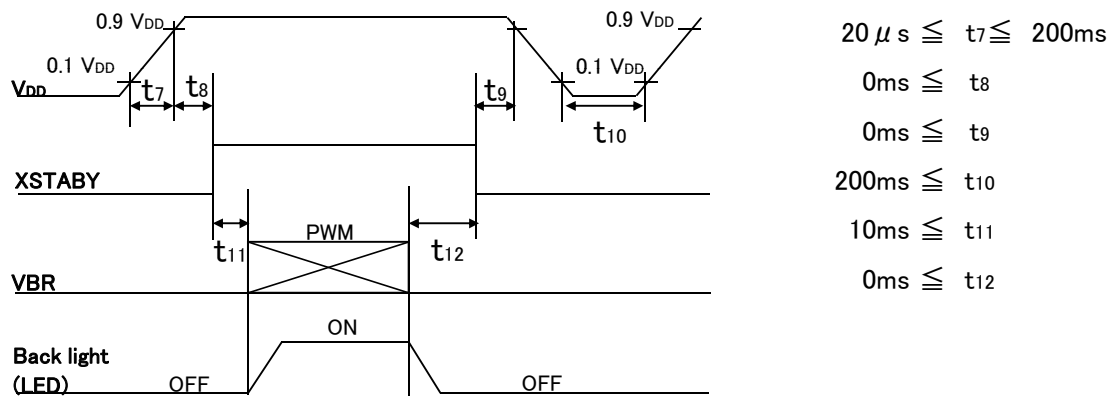 0.9 VDD
0.9 VDD
20 μs ≦ t7 ≦ 200ms
0.1 VDD
0.1 VDD
VDD
t7
t8
t9
0ms ≦ t8
t10
0ms ≦ t9
XSTABY
200ms ≦ t10
t11
PWM
t12
10ms ≦ t11
VBR
0ms ≦ t12
ON
Back light
(LED)
OFF
OFF